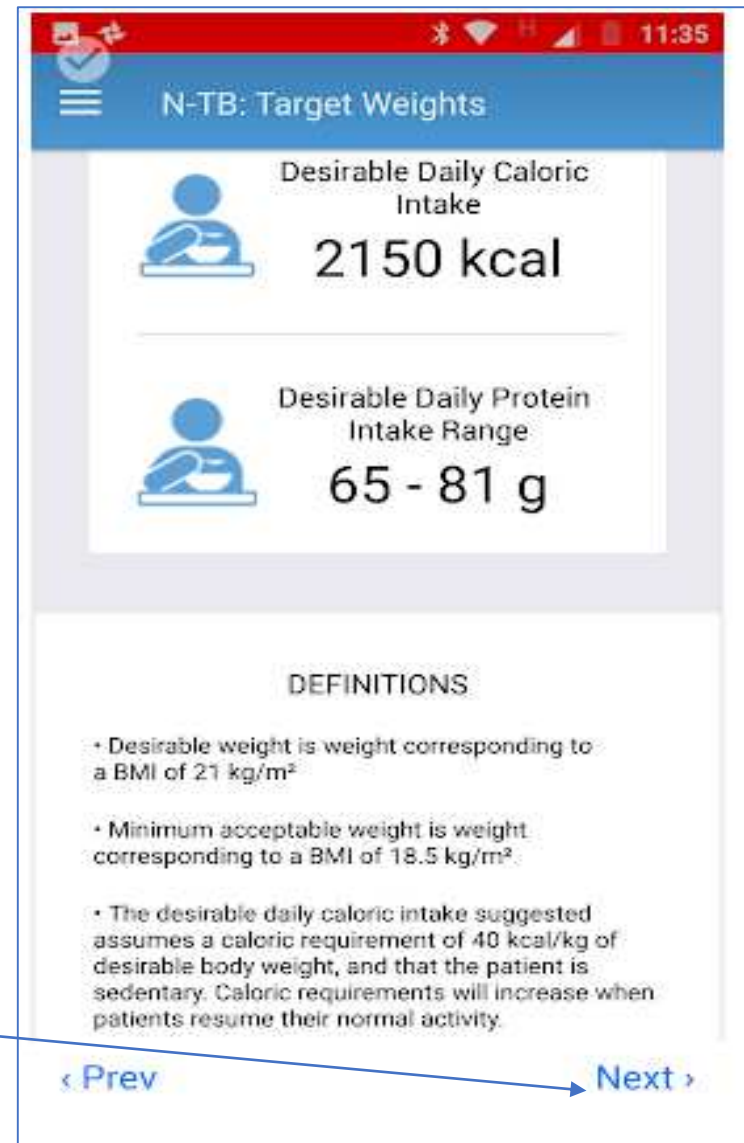 11:35
N-TB: Target Weights
Desirable Daily Caloric
Intake
2150 kcal
Desirable Daily Protein
Intake Range
65 - 81 g
DEFINITIONS
• Desirable weight is weight corresponding to
a BMI of 21 kg/m²
• Minimum acceptable weight is weight
corresponding to a BMI of 18.5 kg/m²
• The desirable daily caloric intake suggested
assumes a caloric requirement of 40 kcal/kg of
desirable body weight, and that the patient is
sedentary. Caloric requirements will increase when
patients resume their normal activity.
‹ Prev Next ›